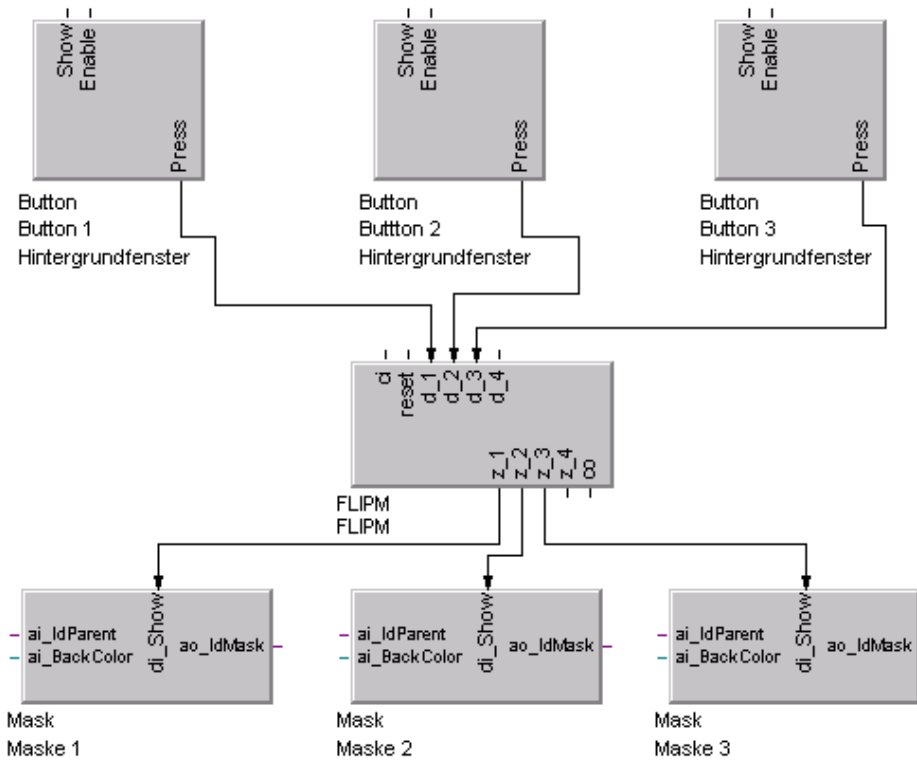 Show
Enable
Press
Show
Enable
Press
Show
Enable
Press
Button
Button 1
Hintergrundfenster
Button
Buttton 2
Hintergrundfenster
Button
Button 3
Hintergrundfenster
ci
reset
d_1
d_2
d_3
d_4
z_1
z_2
z_3
z_4
co
FLIPM
FLIPM
ai_IdParent
ai_BackColor
di_Show
ao_IdMask
ai_IdParent
ai_BackColor
di_Show
ao_IdMask
ai_IdParent
ai_BackColor
di_Show
ao_IdMask
Mask
Maske 1
Mask
Maske 2
Mask
Maske 3